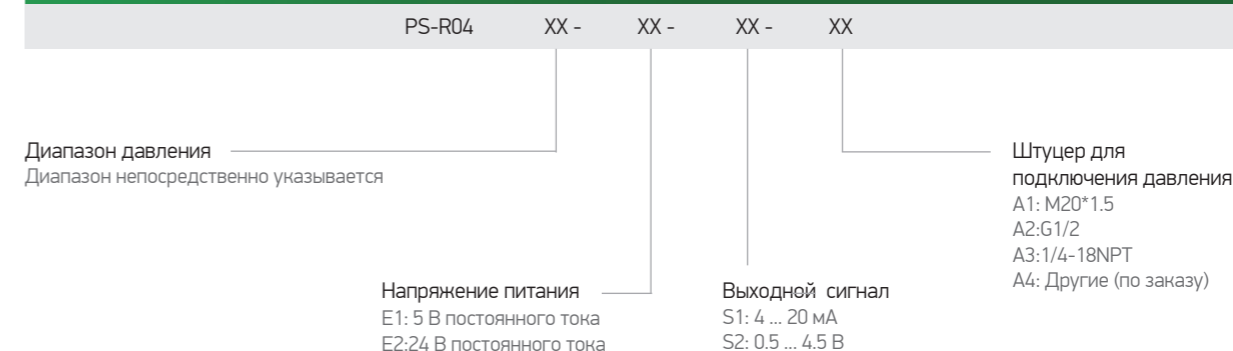 PS-R04 XX - XX - XX - XX
Диапазон давления
Диапазон непосредственно указывается
Напряжение питания
E1: 5 В постоянного тока
E2:24 В постоянного тока
Выходной сигнал
S1: 4 ... 20 мА
S2: 0.5 ... 4.5 В
Штуцер для
подключения давления
A1: M20*1.5
A2:G1/2
A3:1/4-18NPT
A4: Другие (по заказу)